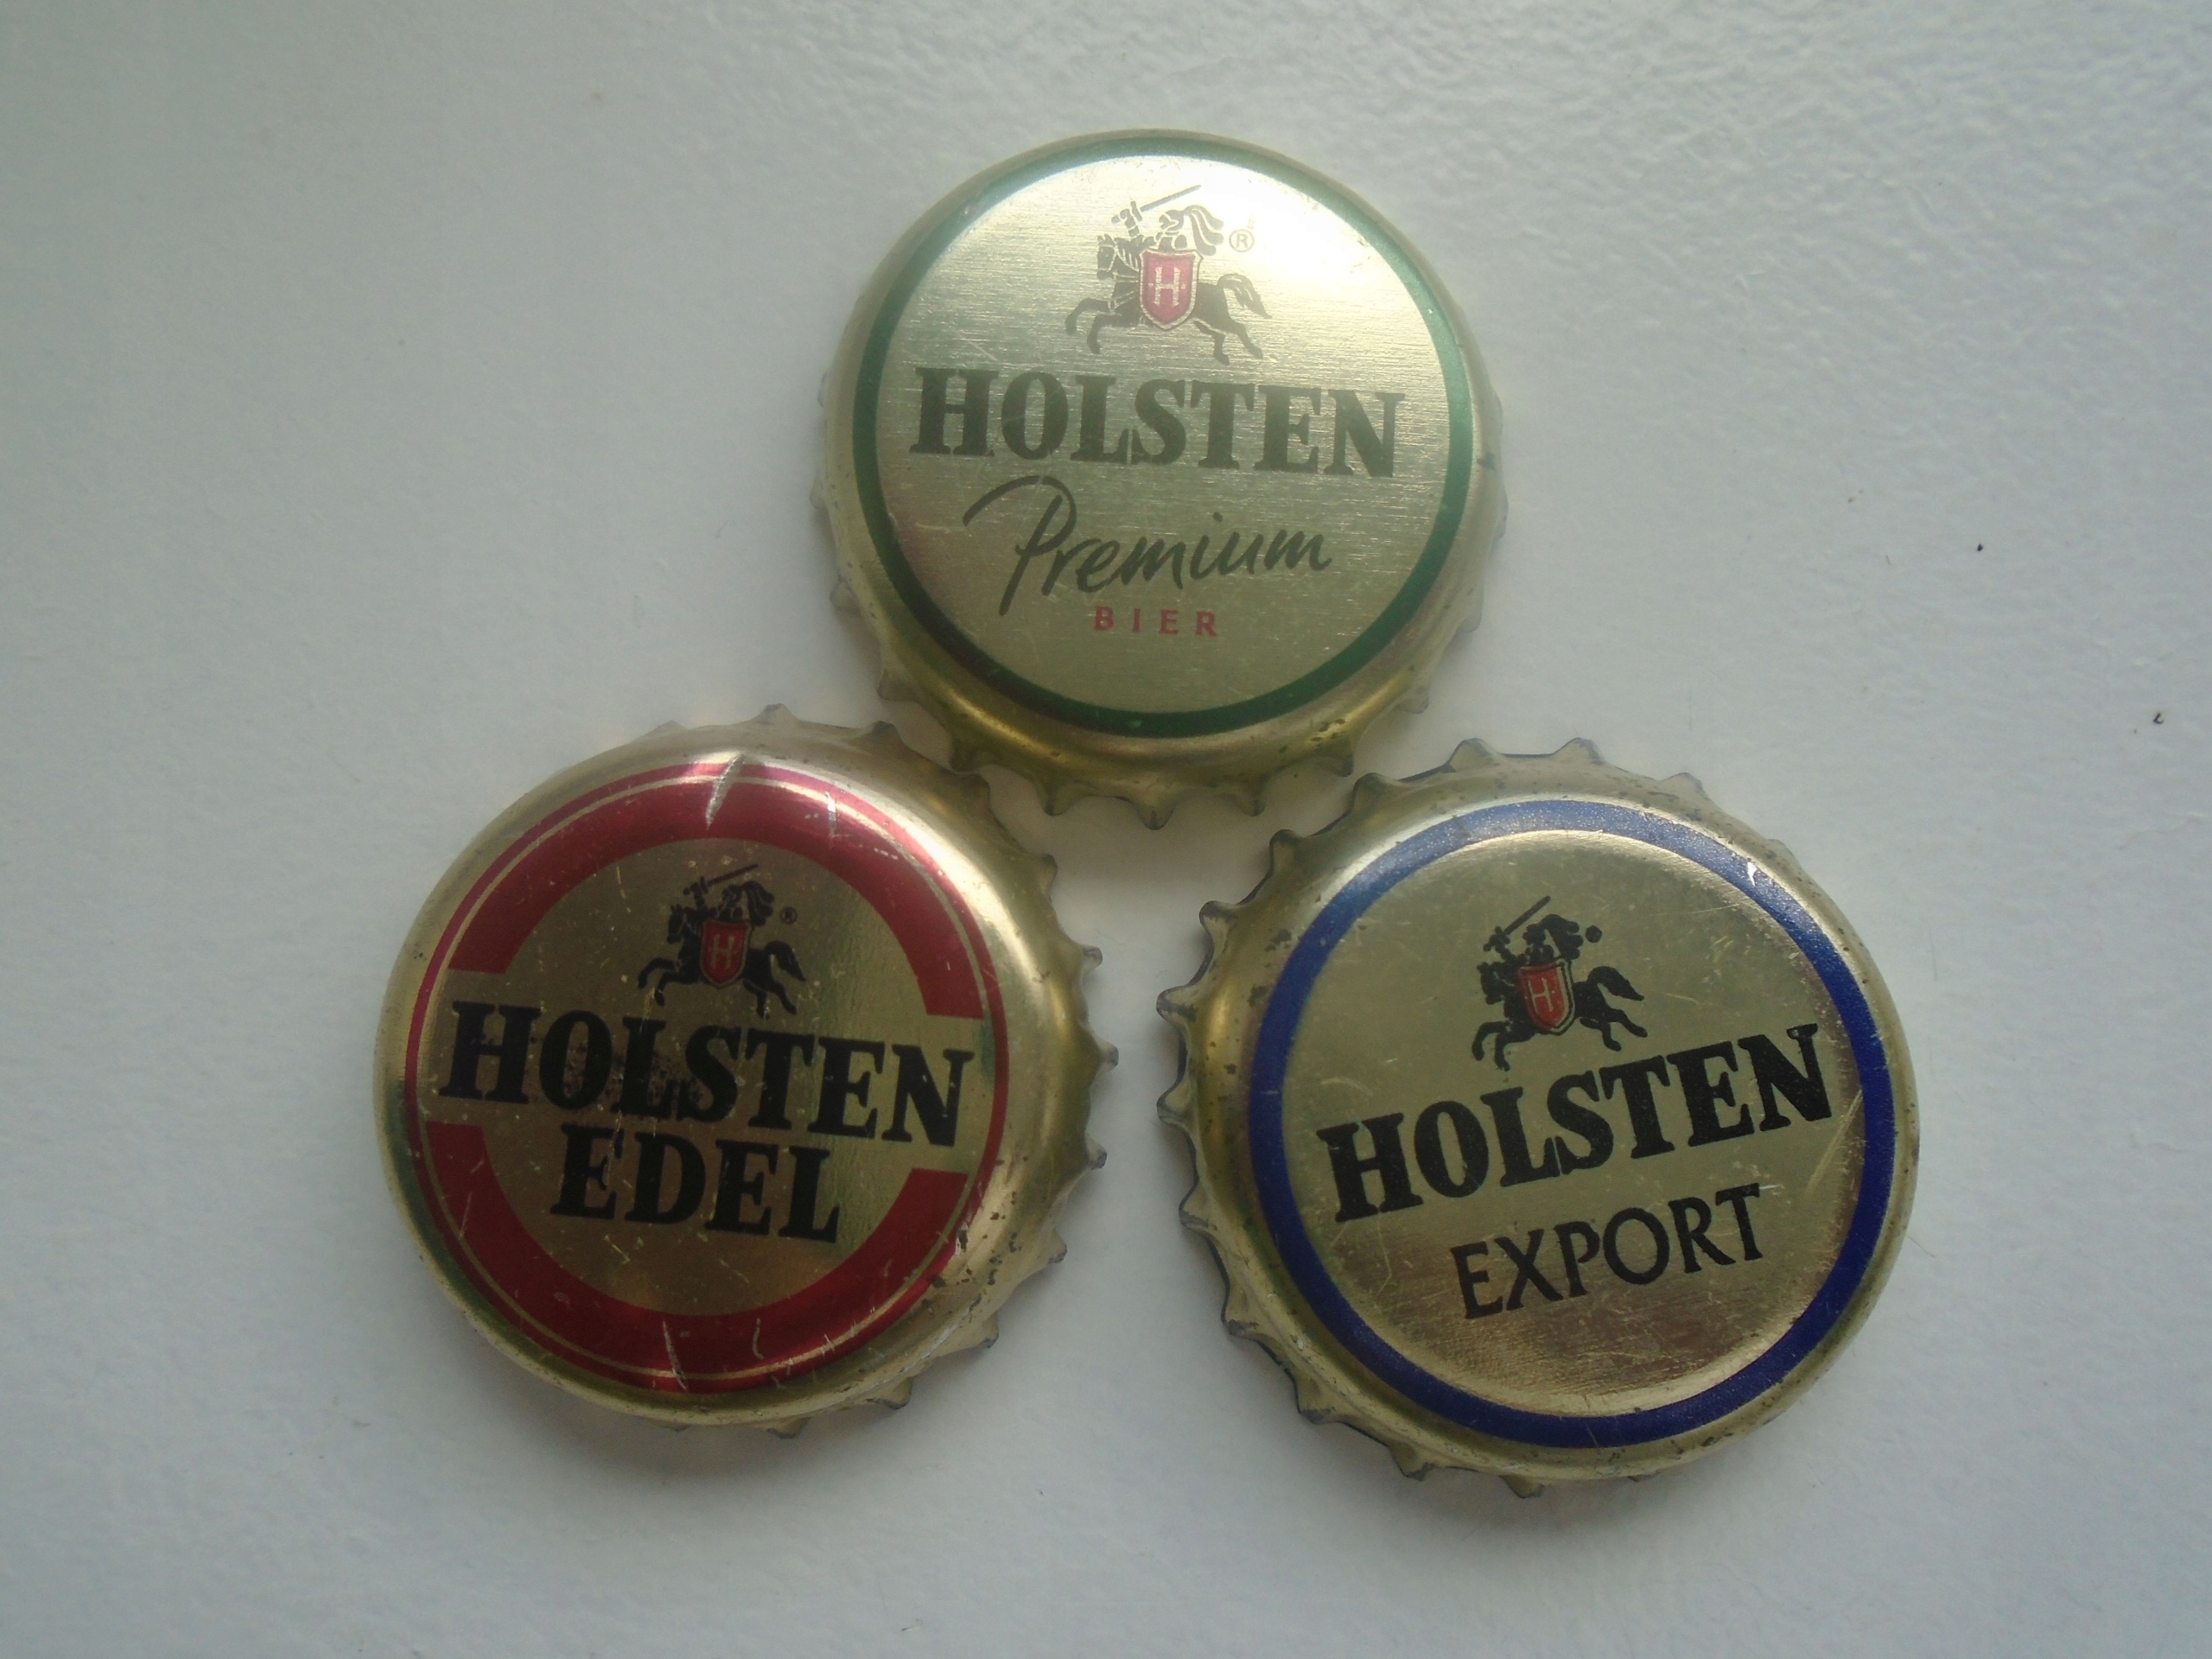 H
®
HOLSTEN
Premium
BIER
H
®
HOLSTEN
EDEL
H
HOLSTEN
EXPORT